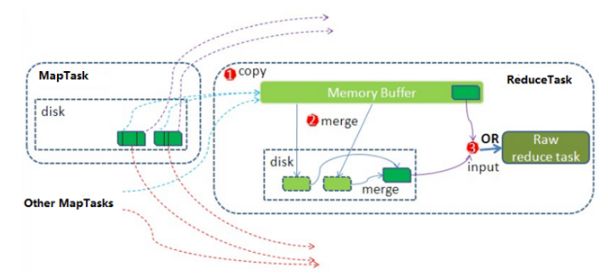 MapTask
disk
Other MapTasks
1 copy
ReduceTask
Memory Buffer
2 merge
disk
merge
3
OR
input
Raw
reduce task